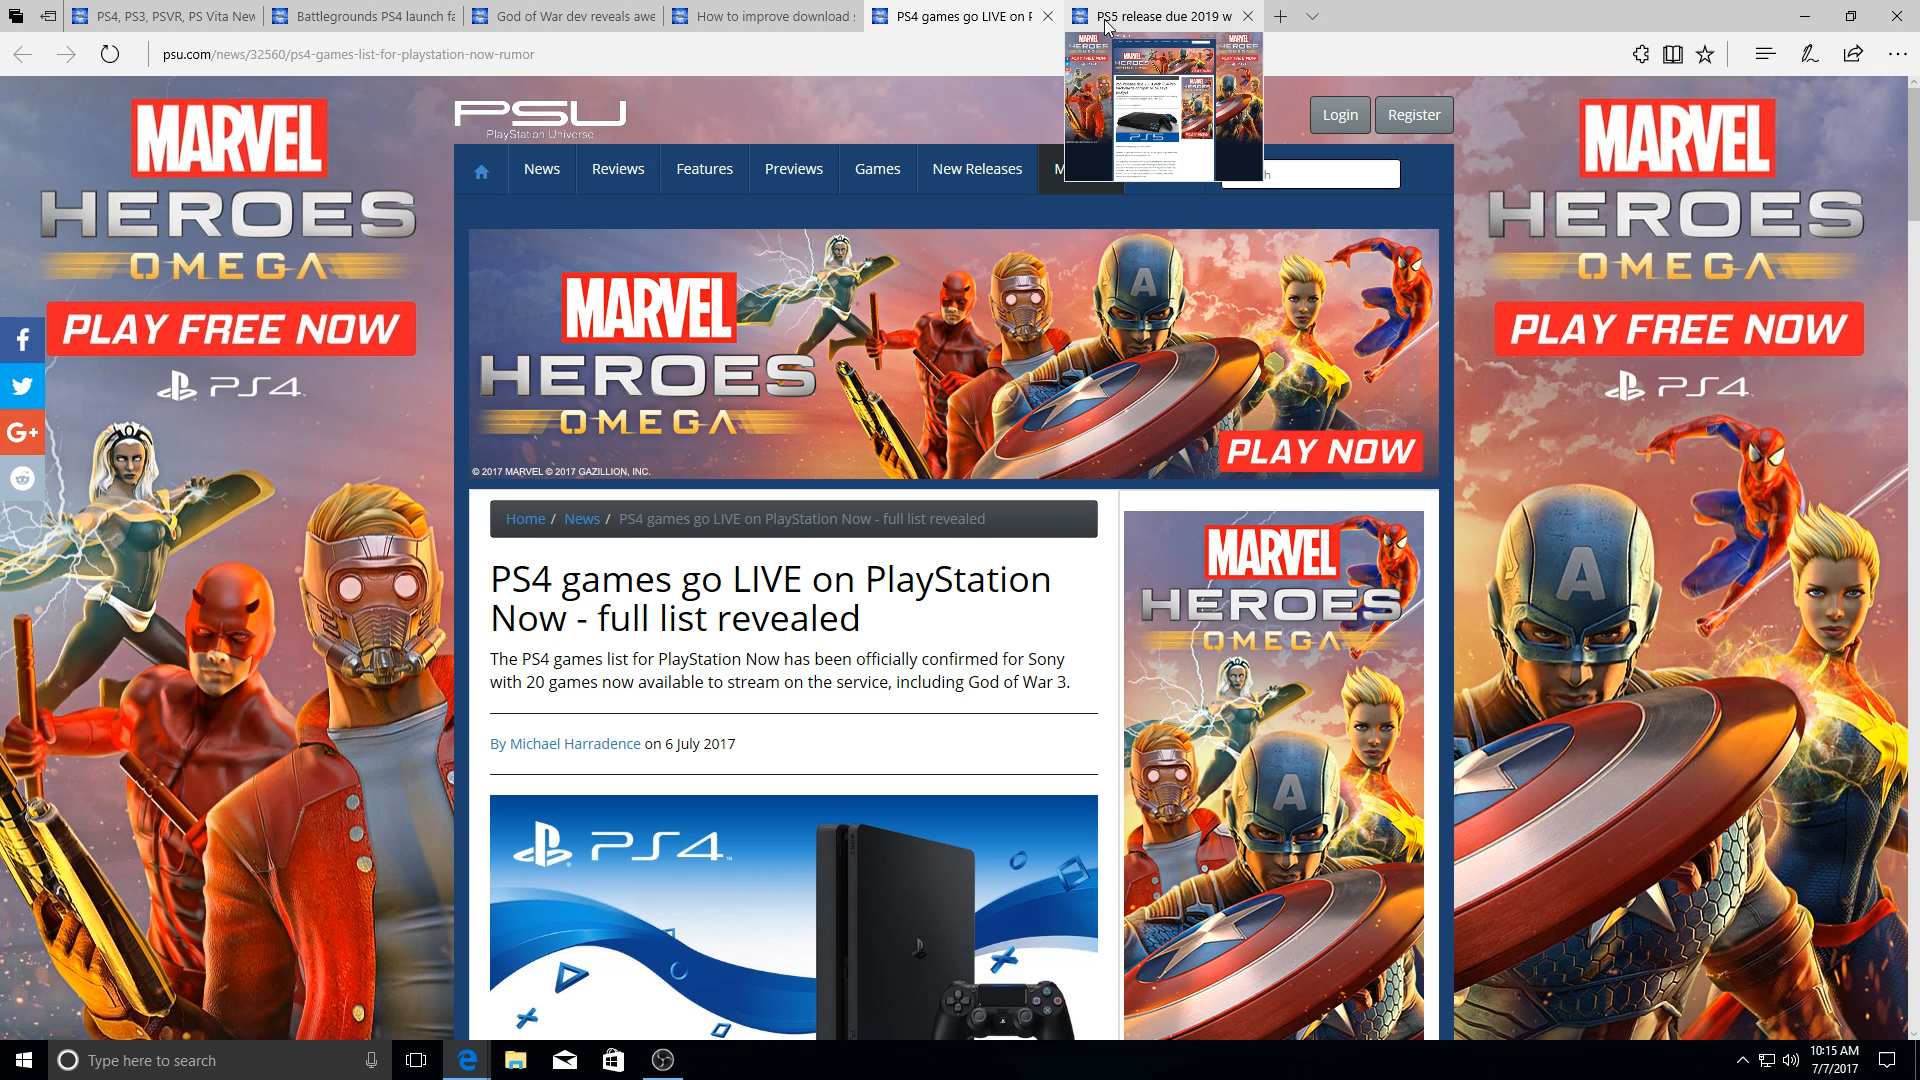 PS4, PS3, PSVR, PS Vita New
Battlegrounds PS4 launch fa
God of War dev reveals awe
How to improve download s
PS4 games go LIVE on P
PS5 release due 2019 w
psu.com/news/32560/ps4-games-list-for-playstation-now-rumor
PSU
PlayStation Universe
Login
Register
News
Reviews
Features
Previews
Games
New Releases
MARVEL
HEROES
OMEGA
PLAY FREE NOW
PS4
MARVEL
HEROES
OMEGA
PLAY NOW
© 2017 MARVEL © 2017 GAZILLION, INC.
MARVEL
HEROES
OMEGA
PLAY FREE NOW
PS4
Home / News / PS4 games go LIVE on PlayStation Now - full list revealed
PS4 games go LIVE on PlayStation
Now - full list revealed
The PS4 games list for PlayStation Now has been officially confirmed for Sony
with 20 games now available to stream on the service, including God of War 3.
By Michael Harradence on 6 July 2017
PS4
MARVEL
HEROES
OMEGA
Type here to search
10:15 AM
7/7/2017